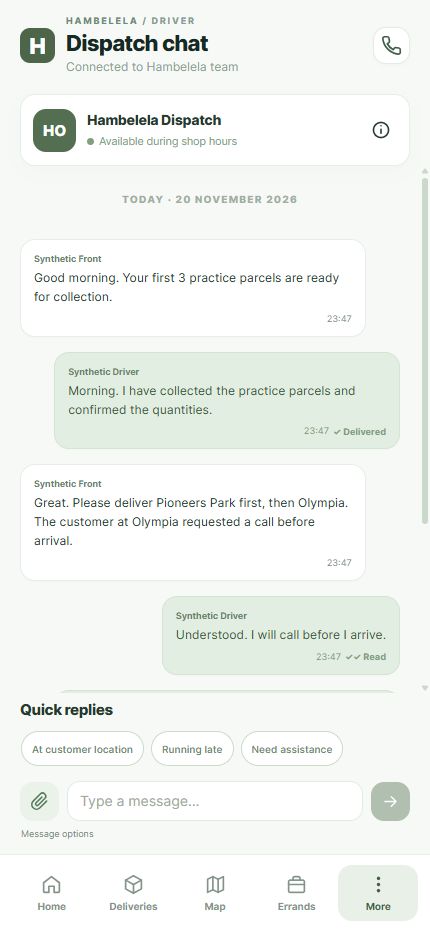 HAMBELELA / DRIVER
H
Dispatch chat
Connected to Hambelela team
HO
Hambelela Dispatch
Available during shop hours
TODAY · 20 NOVEMBER 2026
Synthetic Front
Good morning. Your first 3 practice parcels are ready
for collection.
23:47
Synthetic Driver
Morning. I have collected the practice parcels and
confirmed the quantities.
23:47 ✓ Delivered
Synthetic Front
Great. Please deliver Pioneers Park first, then Olympia.
The customer at Olympia requested a call before
arrival.
23:47
Synthetic Driver
Understood. I will call before I arrive.
23:47 ✓✓ Read
Quick replies
At customer location
Running late
Need assistance
Type a message...
Message options
Home
Deliveries
Map
Errands
More